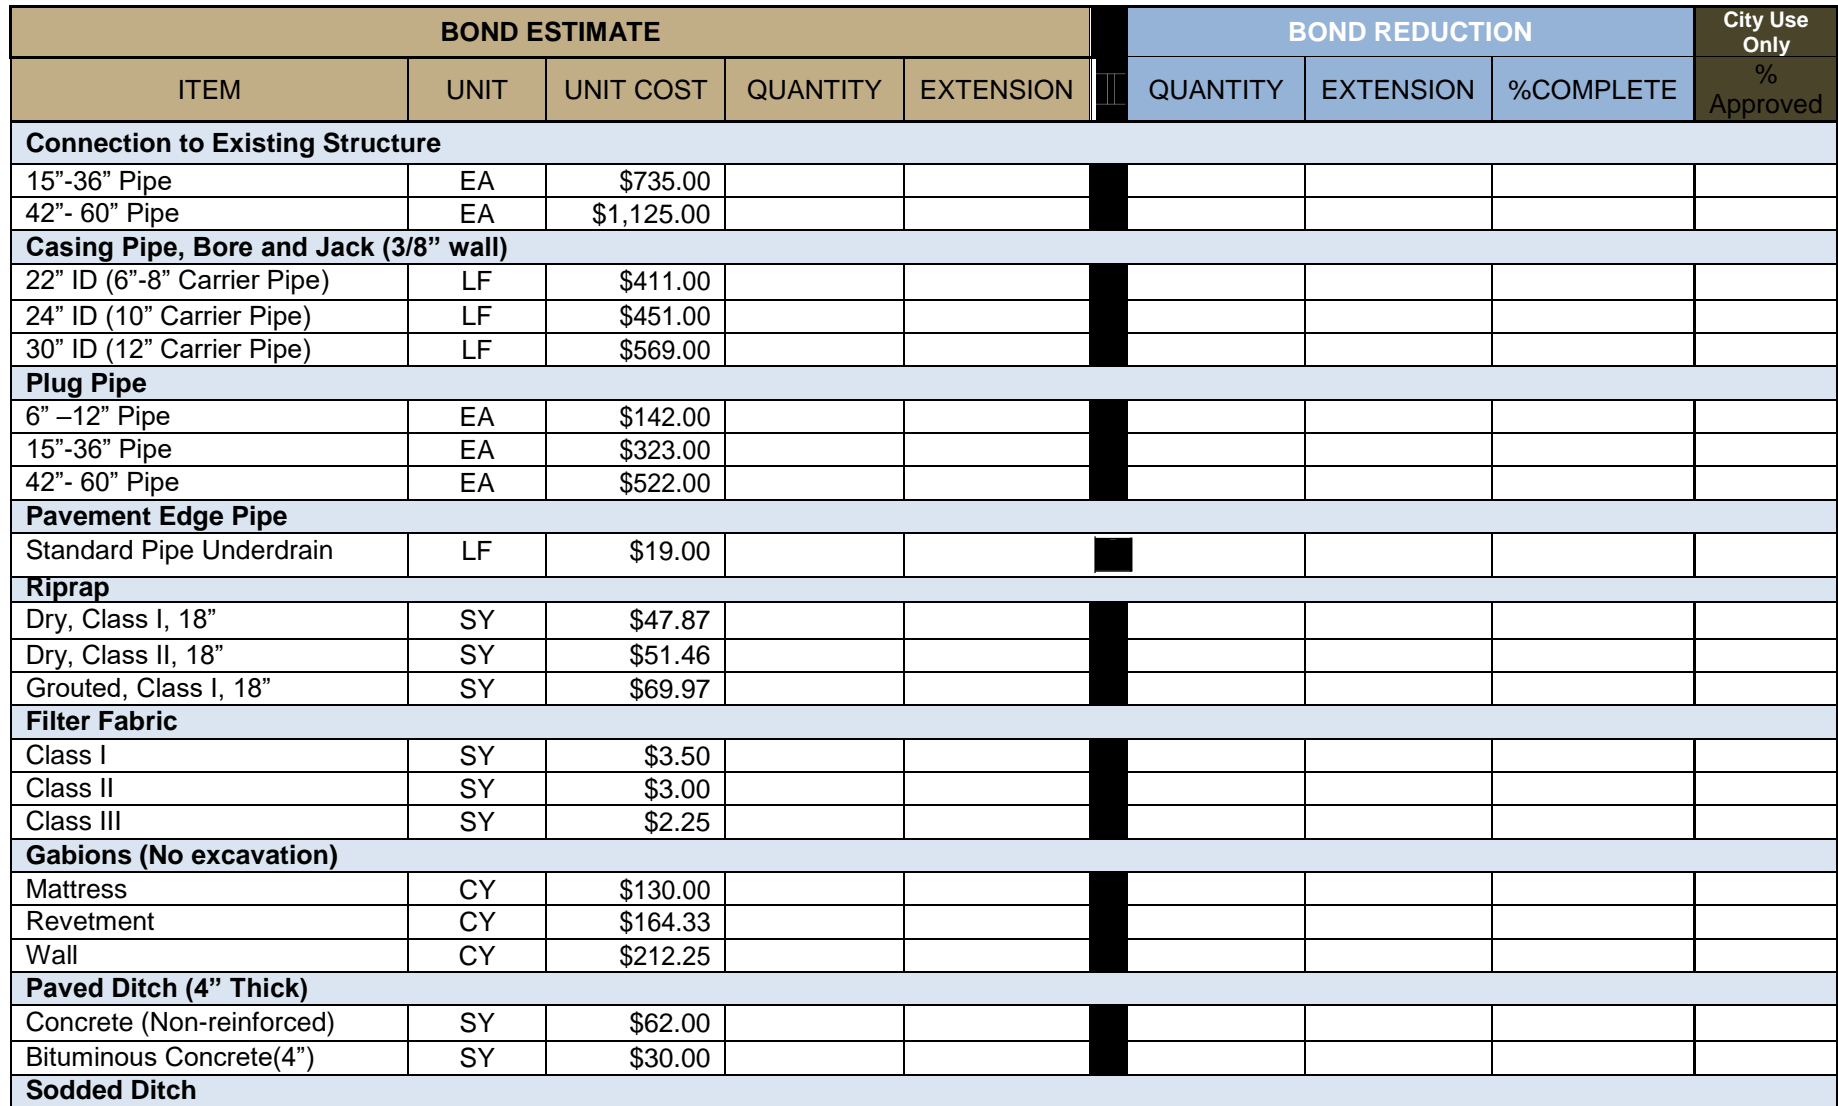 BOND ESTIMATE BOND REDUCTION City Use
Only
ITEM UNIT UNIT COST QUANTITY EXTENSION QUANTITY EXTENSION %COMPLETE %
Approved
Connection to Existing Structure
15”-36” Pipe EA $735.00
42”- 60” Pipe EA $1,125.00
Casing Pipe, Bore and Jack (3/8” wall)
22” ID (6”-8” Carrier Pipe) LF $411.00
24” ID (10” Carrier Pipe) LF $451.00
30” ID (12” Carrier Pipe) LF $569.00
Plug Pipe
6” –12” Pipe EA $142.00
15”-36” Pipe EA $323.00
42”- 60” Pipe EA $522.00
Pavement Edge Pipe
Standard Pipe Underdrain LF $19.00
Riprap
Dry, Class I, 18” SY $47.87
Dry, Class II, 18” SY $51.46
Grouted, Class I, 18” SY $69.97
Filter Fabric
Class I SY $3.50
Class II SY $3.00
Class III SY $2.25
Gabions (No excavation)
Mattress CY $130.00
Revetment CY $164.33
Wall CY $212.25
Paved Ditch (4” Thick)
Concrete (Non-reinforced) SY $62.00
Bituminous Concrete(4”) SY $30.00
Sodded Ditch